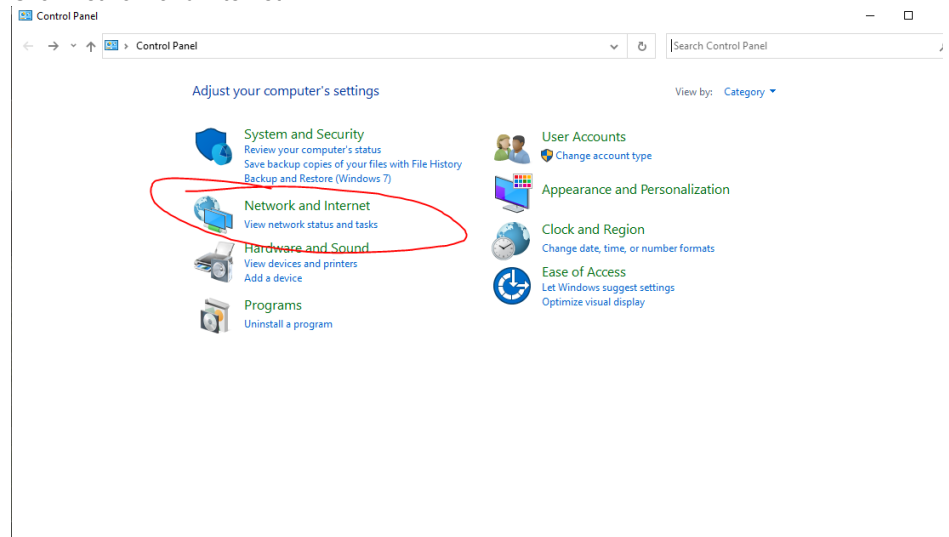 Control Panel
Control Panel
Search Control Panel
Adjust your computer's settings
View by: Category
System and Security
Review your computer's status
Save backup copies of your files with File History
Backup and Restore (Windows 7)
Network and Internet
View network status and tasks
Hardware and Sound
View devices and printers
Add a device
Programs
Uninstall a program
User Accounts
Change account type
Appearance and Personalization
Clock and Region
Change date, time, or number formats
Ease of Access
Let Windows suggest settings
Optimize visual display